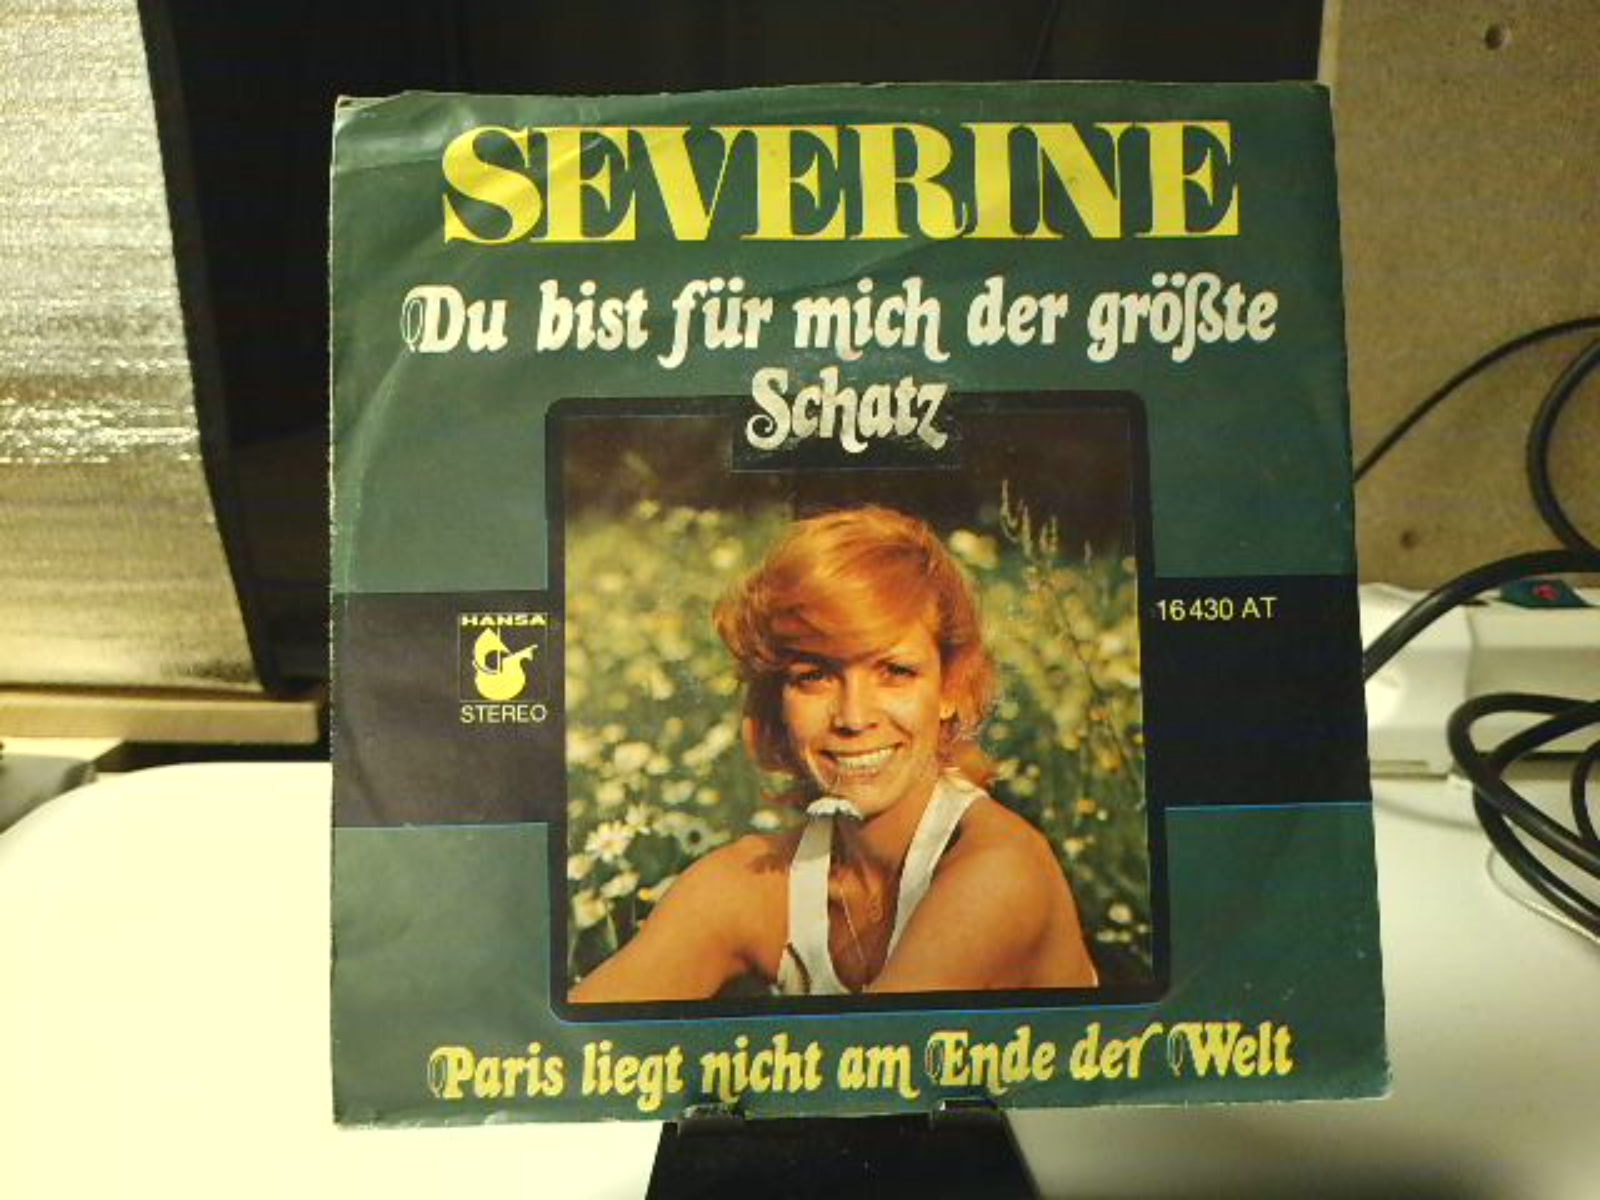 SEVERINE
Du bist für mich der größte
Schatz
HANSA
STEREO
16 430 AT
Paris liegt nicht am Ende der Welt